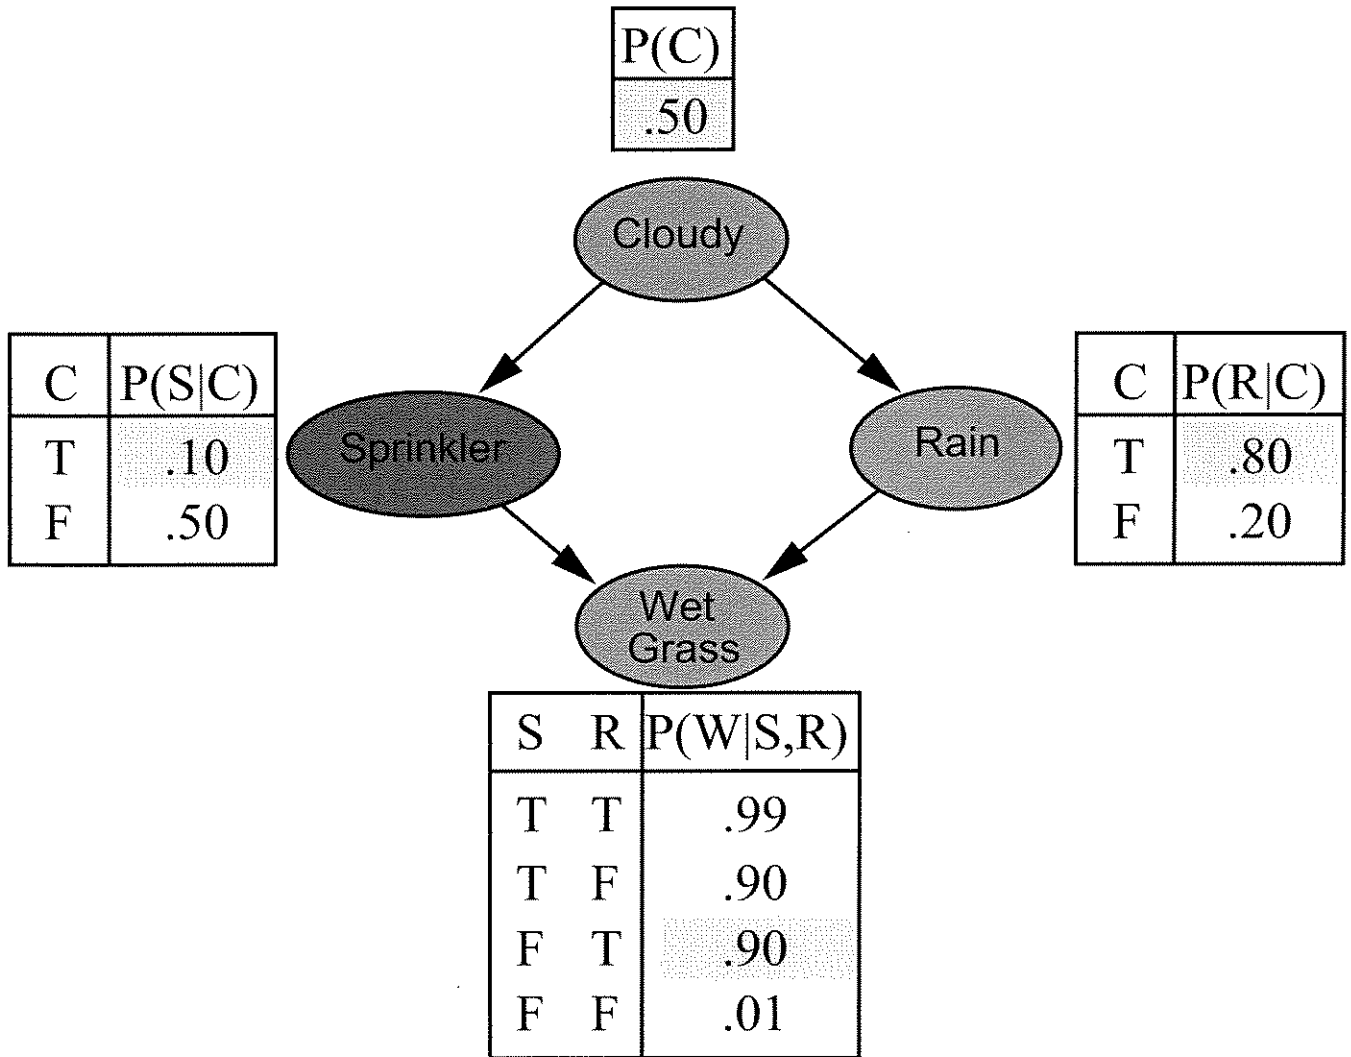 P(C)
.50
Cloudy
C P(S|C)
T .10
F .50
Sprinkler
Rain
C P(R|C)
T .80
F .20
Wet
Grass
S R P(W|S,R)
T T .99
T F .90
F T .90
F F .01